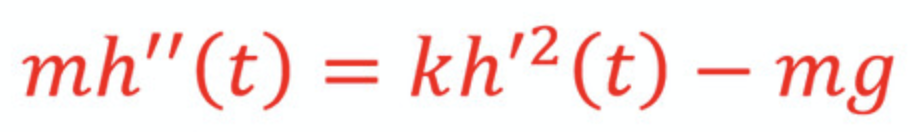 mh′′(t) = kh′²(t) − mg